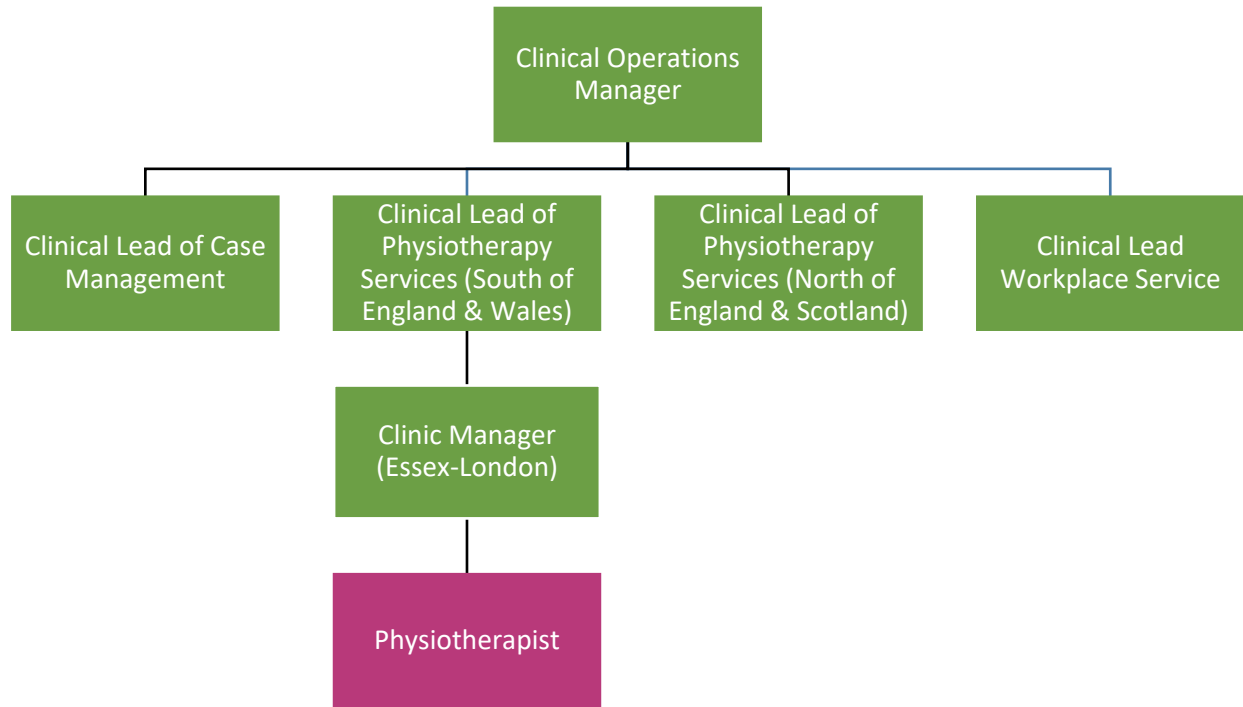 Clinical Operations
Manager
Clinical Lead of Case
Management
Clinical Lead of
Physiotherapy
Services (South of
England & Wales)
Clinical Lead of
Physiotherapy
Services (North of
England & Scotland)
Clinical Lead
Workplace Service
Clinic Manager
(Essex-London)
Physiotherapist